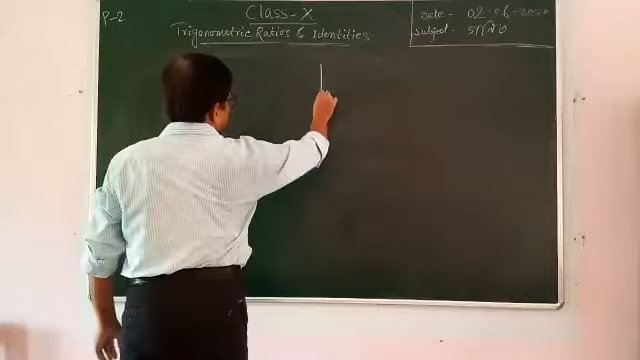 P-2
Class-X
Trigonometric Ratios & Identities
Date- 02-06-2020
Subject-